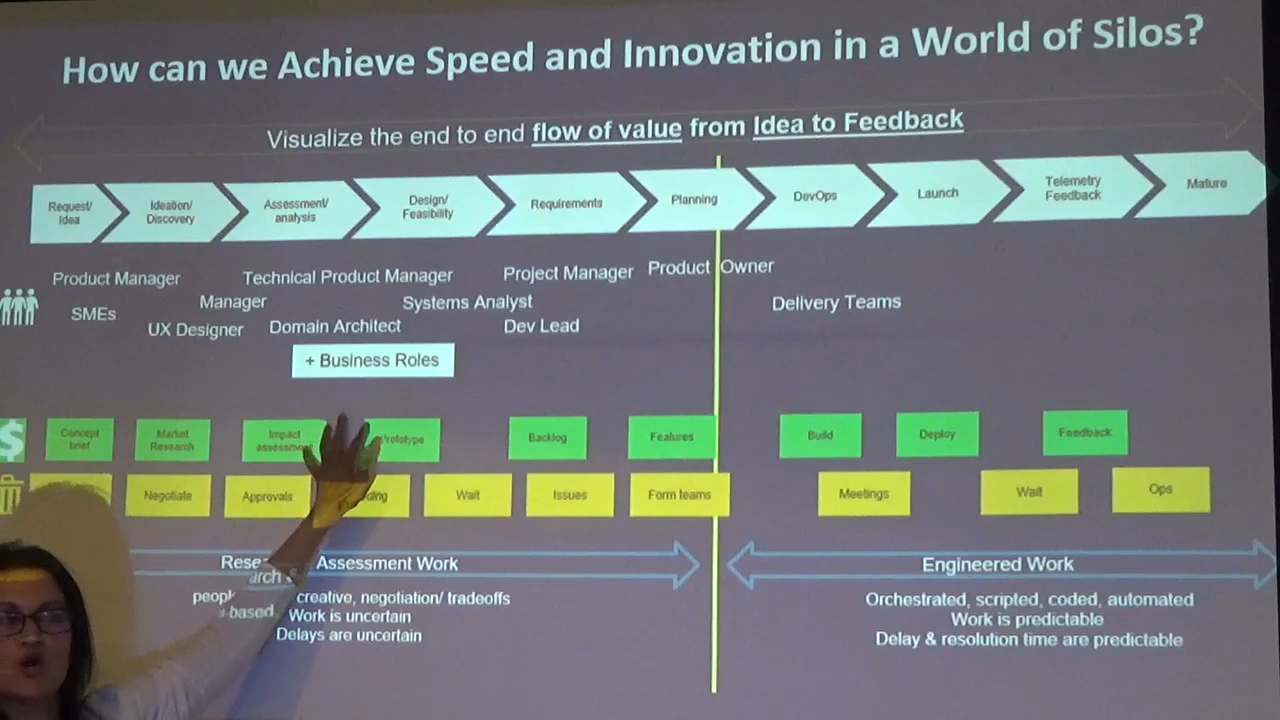 How can we Achieve Speed and Innovation in a World of Silos?
Visualize the end to end flow of value from Idea to Feedback
Request/
Idea
Ideation/
Discovery
Assessment/
analysis
Design/
Feasibility
Requirements
Planning
DevOps
Launch
Telemetry
Feedback
Mature
Product Manager
Technical Product Manager
Project Manager
Product Owner
SMEs
Manager
Systems Analyst
Delivery Teams
UX Designer
Domain Architect
Dev Lead
+ Business Roles
$
Concept
brief
Market
Research
Impact
assessment
Prototype
Backlog
Features
Build
Deploy
Feedback
Negotiate
Approvals
Wait
Issues
Form teams
Meetings
Wait
Ops
Research Assessment Work
creative, negotiation/ tradeoffs
Work is uncertain
Delays are uncertain
Engineered Work
Orchestrated, scripted, coded, automated
Work is predictable
Delay & resolution time are predictable